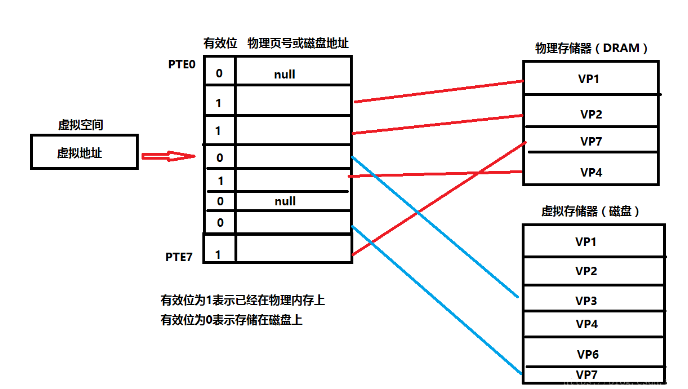 有效位 物理页号或磁盘地址
PTE0
0 null
1
1
0
1
0 null
0
1
PTE7
虚拟空间
虚拟地址
物理存储器（DRAM）
VP1
VP2
VP7
VP4
虚拟存储器（磁盘）
VP1
VP2
VP3
VP4
VP6
VP7
有效位为1表示已经在物理内存上
有效位为0表示存储在磁盘上